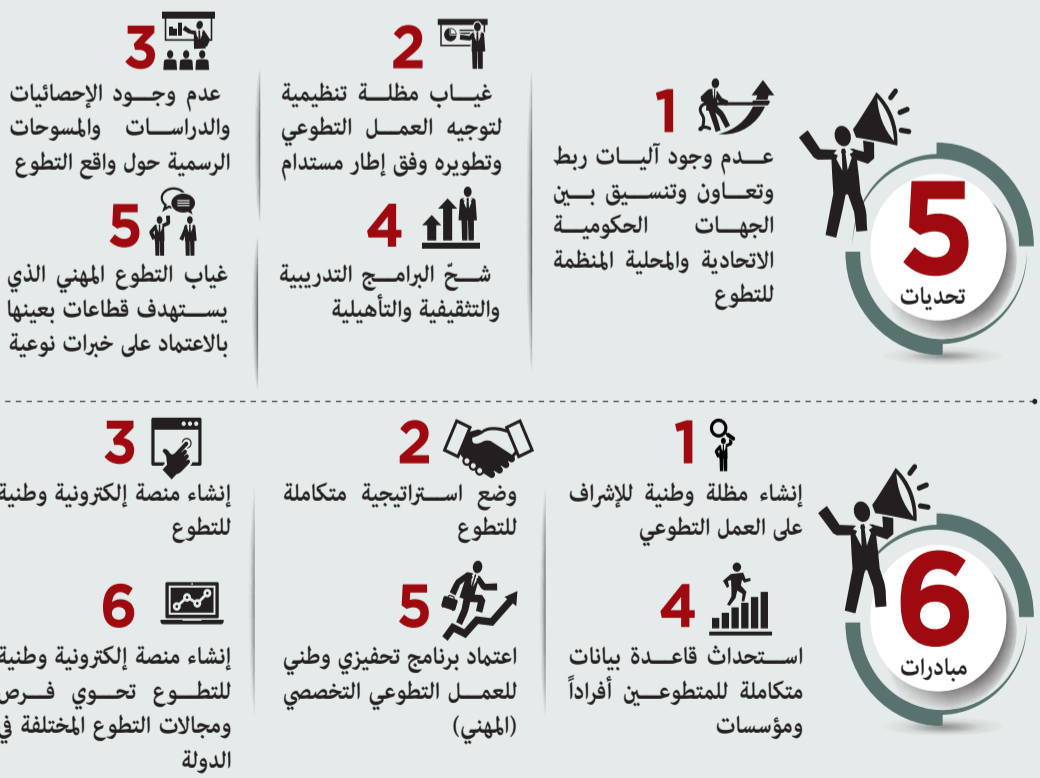 5
تحديات
1
عدم وجود آليات ربط
وتعاون وتنسيق بين
الجهات الحكومية
الاتحادية والمحلية المنظمة
للتطوع
2
غياب مظلة تنظيمية
لتوجيه العمل التطوعي
وتطويره وفق إطار مستدام
3
عدم وجود الإحصائيات
والدراسات والمسوحات
الرسمية حول واقع التطوع
4
شحّ البرامج التدريبية
والتثقيفية والتأهيلية
5
غياب التطوع المهني الذي
يستهدف قطاعات بعينها
بالاعتماد على خبرات نوعية
6
مبادرات
1
إنشاء مظلة وطنية للإشراف
على العمل التطوعي
2
وضع استراتيجية متكاملة
للتطوع
3
إنشاء منصة إلكترونية وطنية
للتطوع
4
استحداث قاعدة بيانات
متكاملة للمتطوعين أفراداً
ومؤسسات
5
اعتماد برنامج تحفيزي وطني
للعمل التطوعي التخصصي
(المهني)
6
إنشاء منصة إلكترونية وطنية
للتطوع تحوي فرص
ومجالات التطوع المختلفة في
الدولة